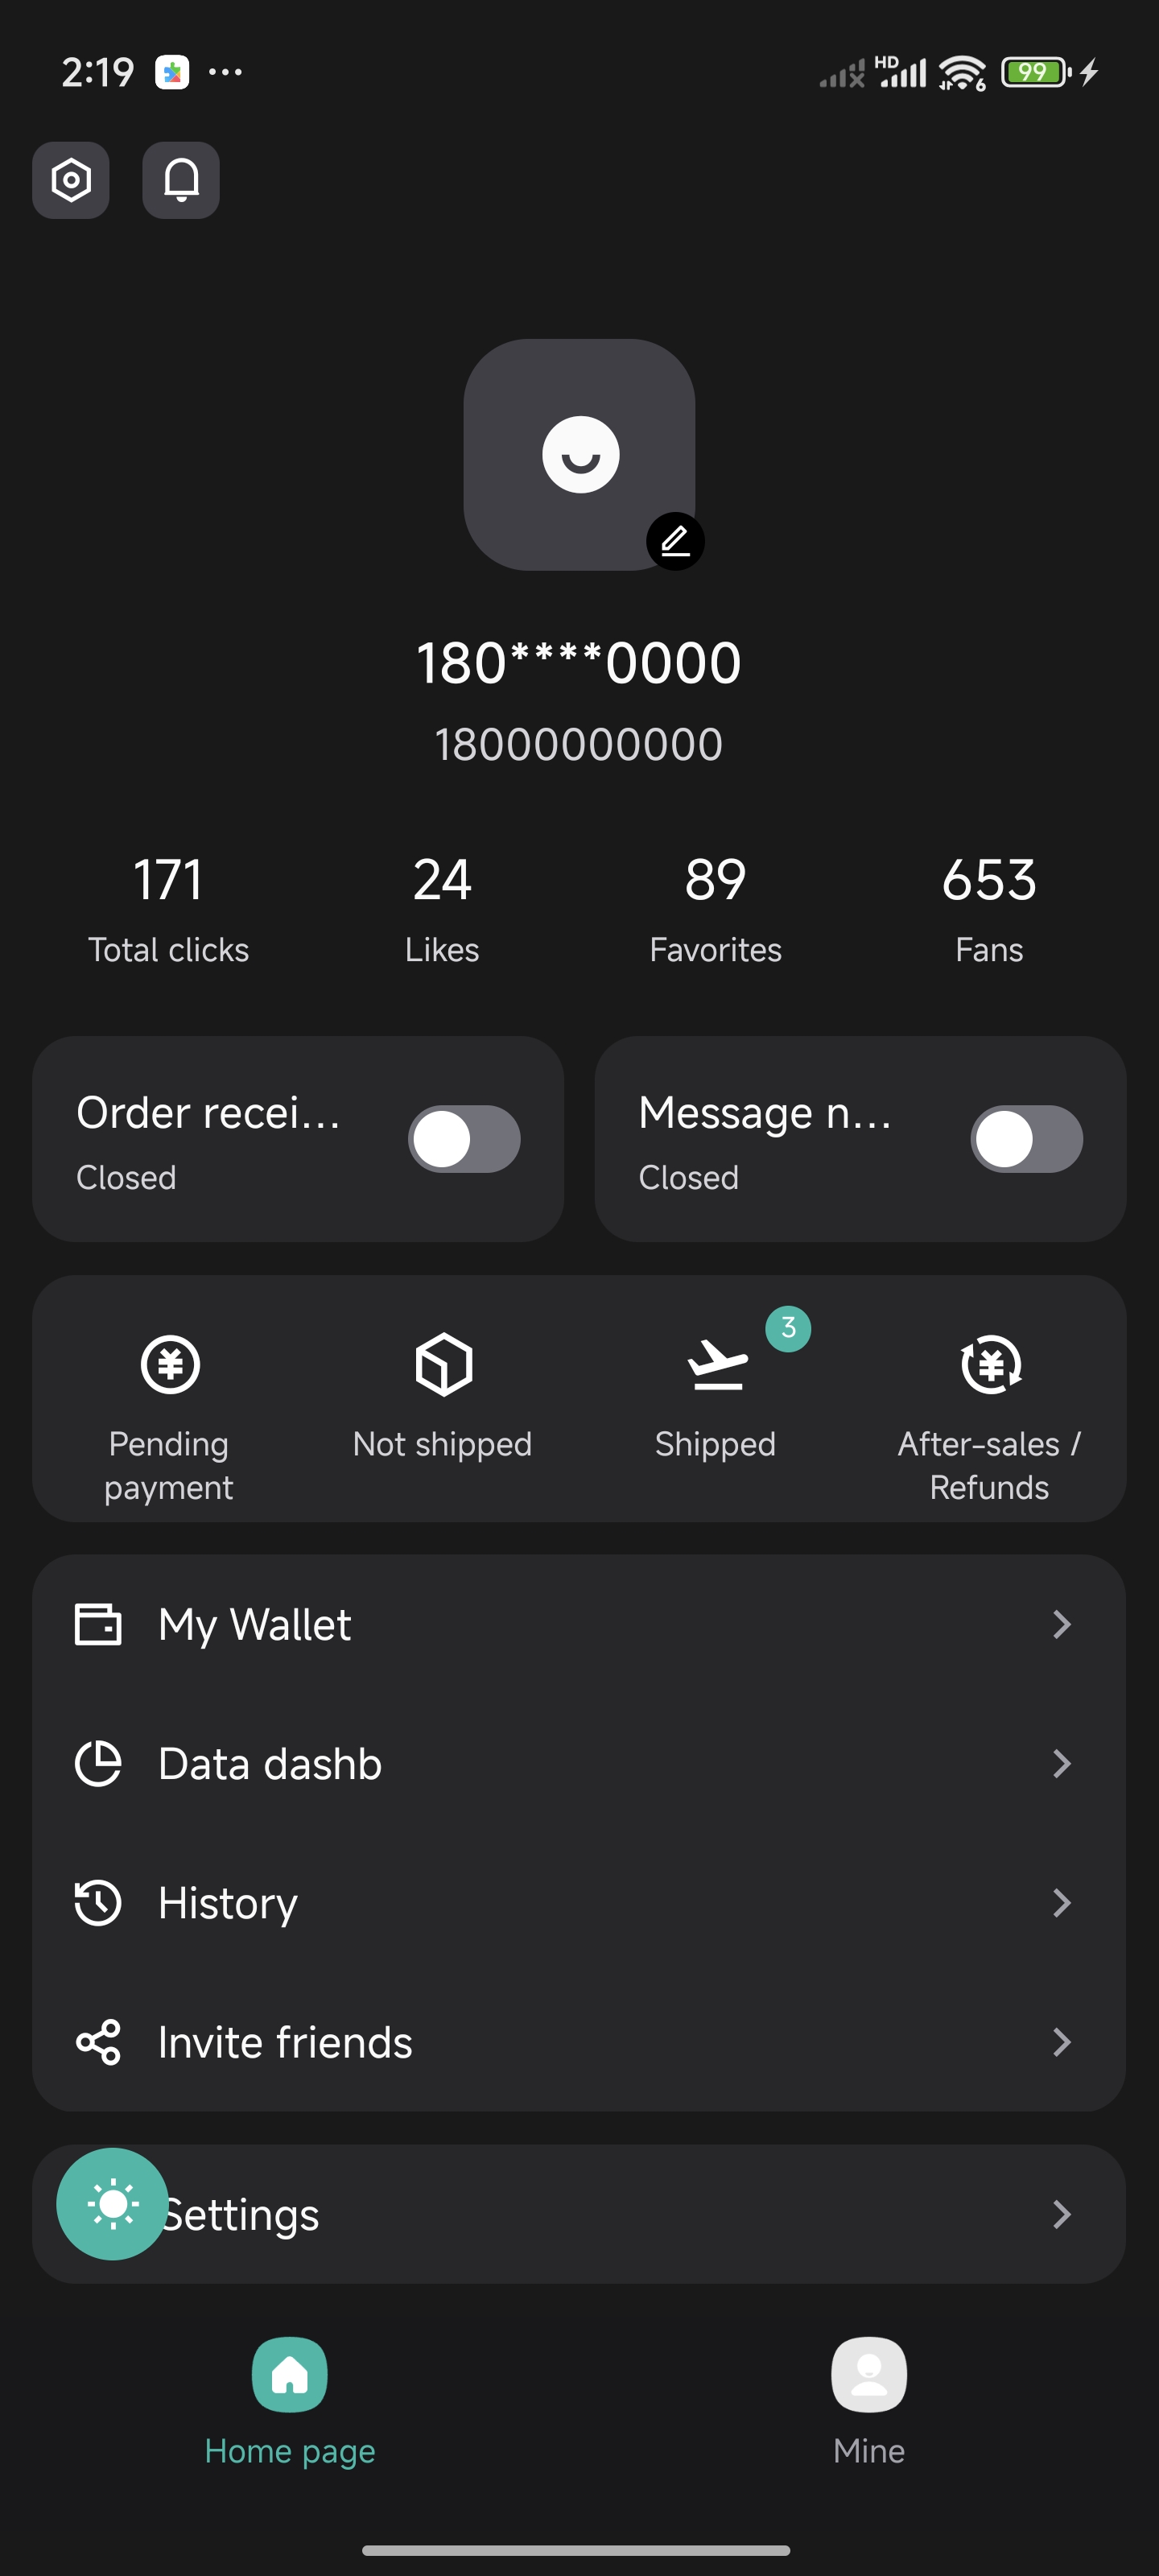 2:19
HD
6
99
180****0000
18000000000
171
24
89
653
Total clicks
Likes
Favorites
Fans
Order recei...
Closed
Message n...
Closed
3
Pending
payment
Not shipped
Shipped
After-sales /
Refunds
My Wallet
Data dashb
History
Invite friends
Settings
Home page
Mine